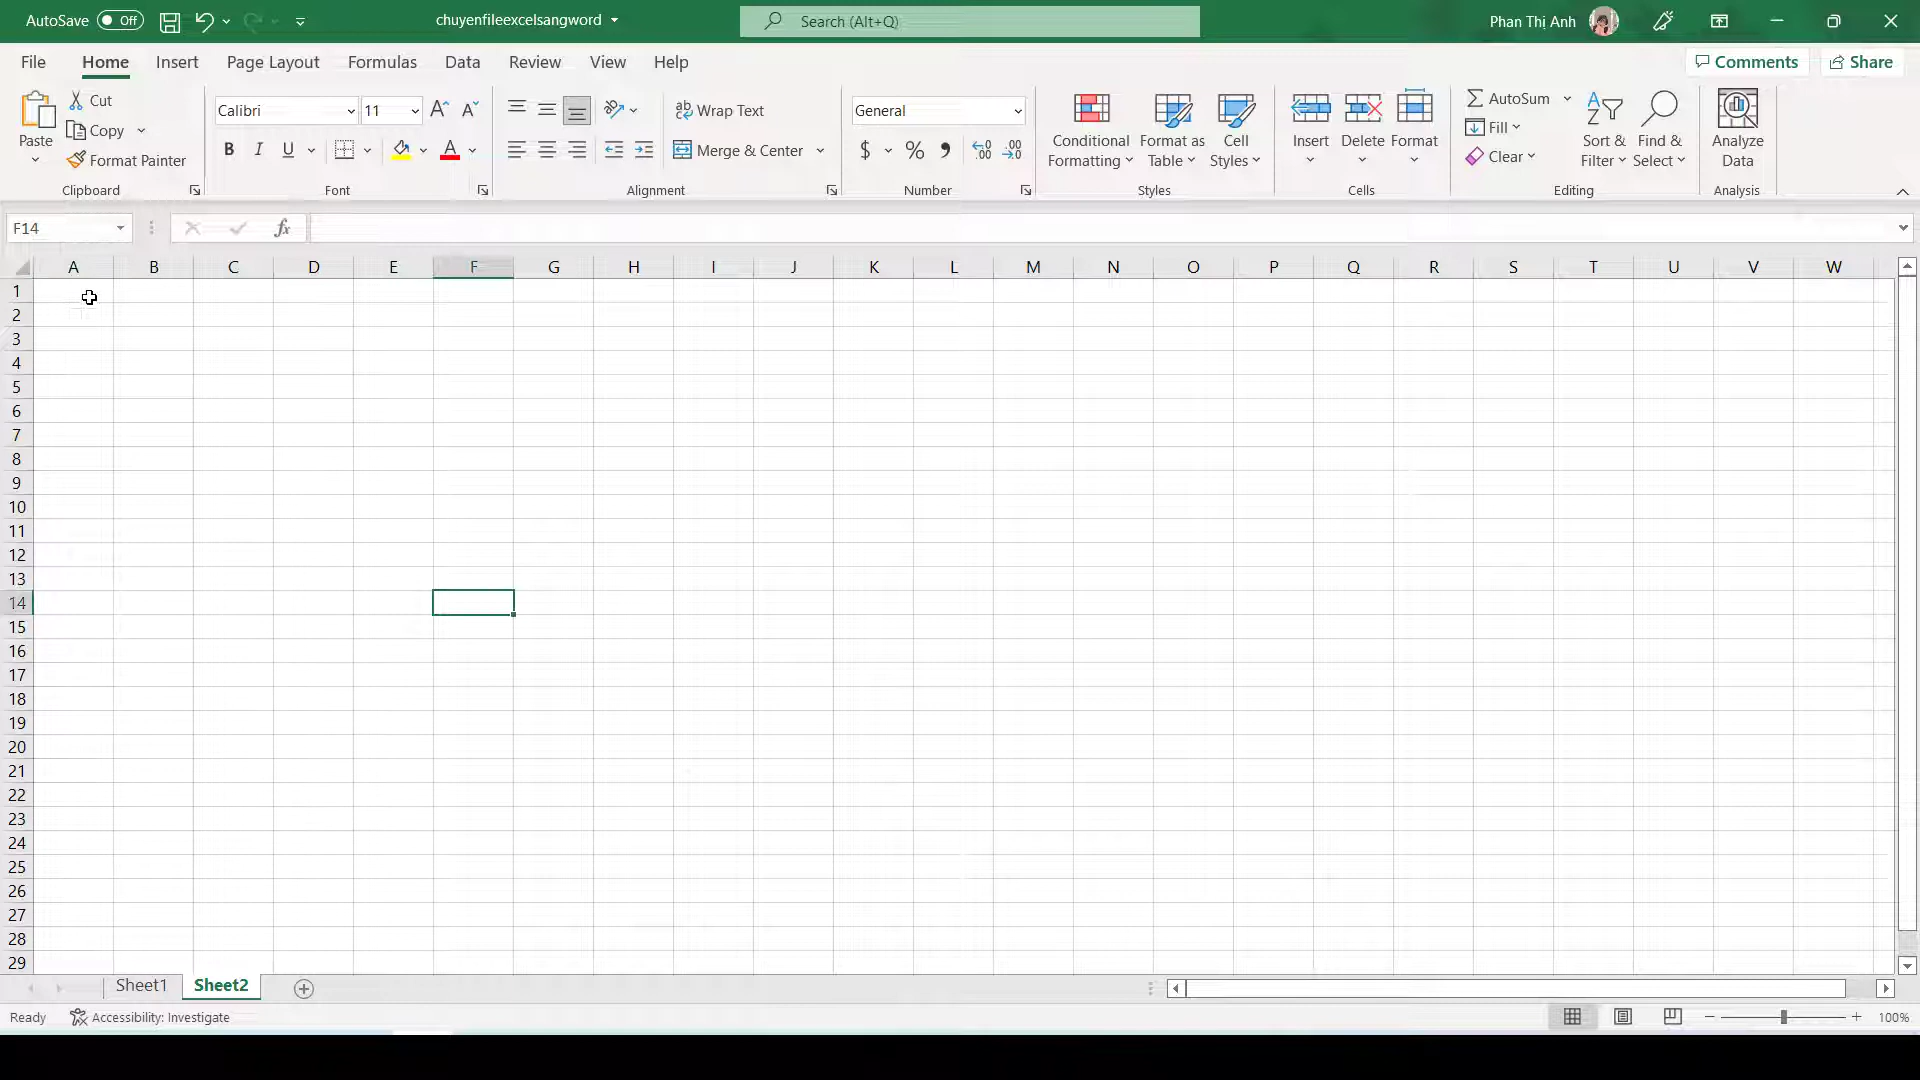 AutoSave Off chuyenfileexcelsangword Search (Alt+Q) Phan Thị Anh
File Home Insert Page Layout Formulas Data Review View Help Comments Share
Paste Cut Copy Format Painter Clipboard
Calibri 11 B I U A Font
ab Wrap Text Merge & Center Alignment
General $ % 9 Number
Conditional Formatting Format as Table Cell Styles Styles
Insert Delete Format Cells
AutoSum Fill Clear Sort & Filter Find & Select Editing
Analyze Data Analysis
F14 fx
A B C D E F G H I J K L M N O P Q R S T U V W
1
2
3
4
5
6
7
8
9
10
11
12
13
14
15
16
17
18
19
20
21
22
23
24
25
26
27
28
29
Sheet1 Sheet2
Ready Accessibility: Investigate 100%